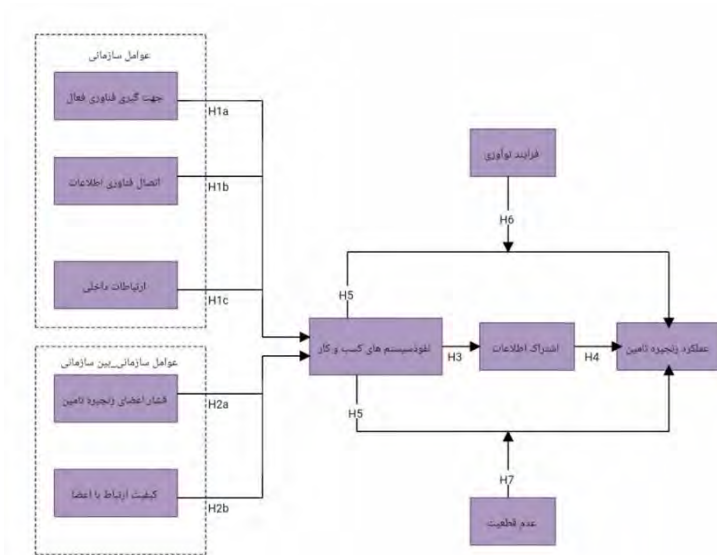 عوامل سازمانی
جهت گیری فناوری فعال
H1a
اتصال فناوری اطلاعات
H1b
ارتباطات داخلی
H1c
عوامل سازمانی_بین سازمانی
فشار اعضای زنجیره تامین
H2a
کیفیت ارتباط با اعضا
H2b
فرایند نوآوری
H6
H5
نفوذسیستم های کسب و کار
H3
اشتراک اطلاعات
H4
عملکرد زنجیره تامین
H5
H7
عدم قطعیت